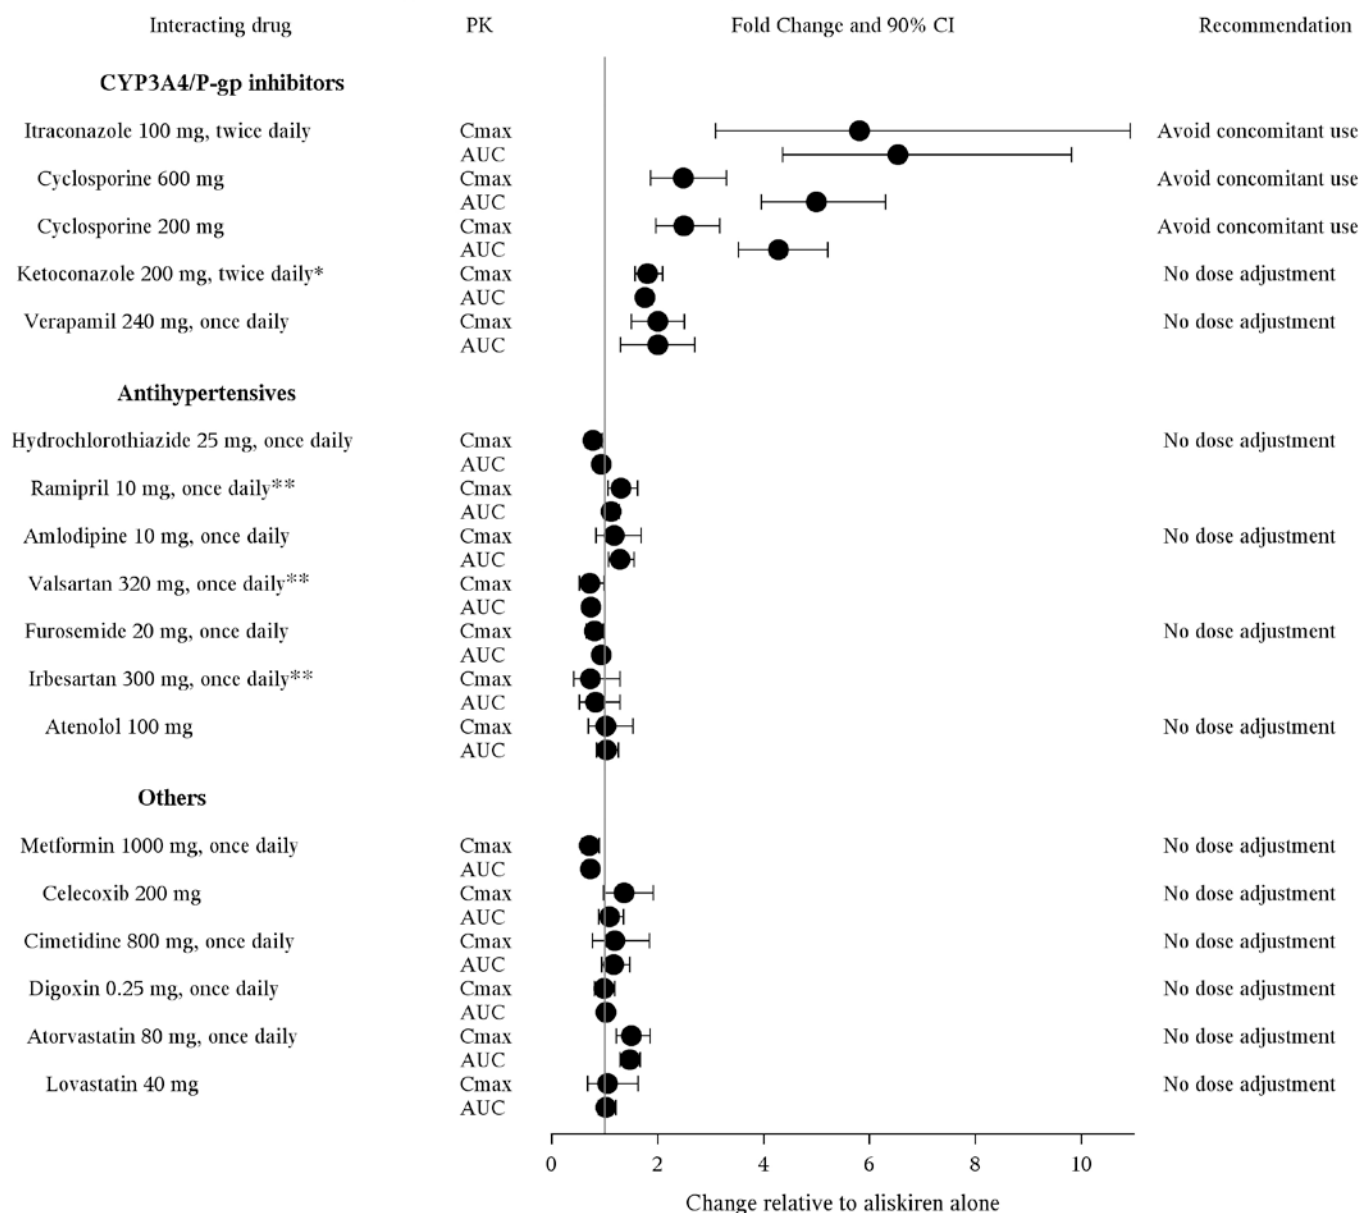 Interacting drug PK Fold Change and 90% CI Recommendation
CYP3A4/P-gp inhibitors
Itraconazole 100 mg, twice daily Cmax Avoid concomitant use
AUC
Cyclosporine 600 mg Cmax Avoid concomitant use
AUC
Cyclosporine 200 mg Cmax Avoid concomitant use
AUC
Ketoconazole 200 mg, twice daily* Cmax No dose adjustment
AUC
Verapamil 240 mg, once daily Cmax No dose adjustment
AUC
Antihypertensives
Hydrochlorothiazide 25 mg, once daily Cmax No dose adjustment
AUC
Ramipril 10 mg, once daily** Cmax
AUC
Amlodipine 10 mg, once daily Cmax No dose adjustment
AUC
Valsartan 320 mg, once daily** Cmax
AUC
Furosemide 20 mg, once daily Cmax No dose adjustment
AUC
Irbesartan 300 mg, once daily** Cmax
AUC
Atenolol 100 mg Cmax No dose adjustment
AUC
Others
Metformin 1000 mg, once daily Cmax No dose adjustment
AUC
Celecoxib 200 mg Cmax No dose adjustment
AUC
Cimetidine 800 mg, once daily Cmax No dose adjustment
AUC
Digoxin 0.25 mg, once daily Cmax No dose adjustment
AUC
Atorvastatin 80 mg, once daily Cmax No dose adjustment
AUC
Lovastatin 40 mg Cmax No dose adjustment
AUC
0 2 4 6 8 10
Change relative to aliskiren alone